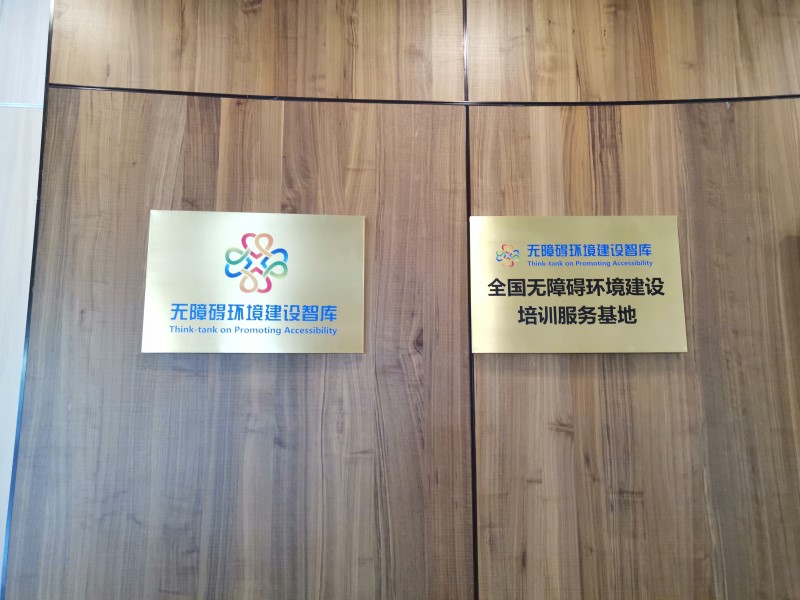 无障碍环境建设智库
Think-tank on Promoting Accessibility
无障碍环境建设智库
Think-tank on Promoting Accessibility
全国无障碍环境建设
培训服务基地